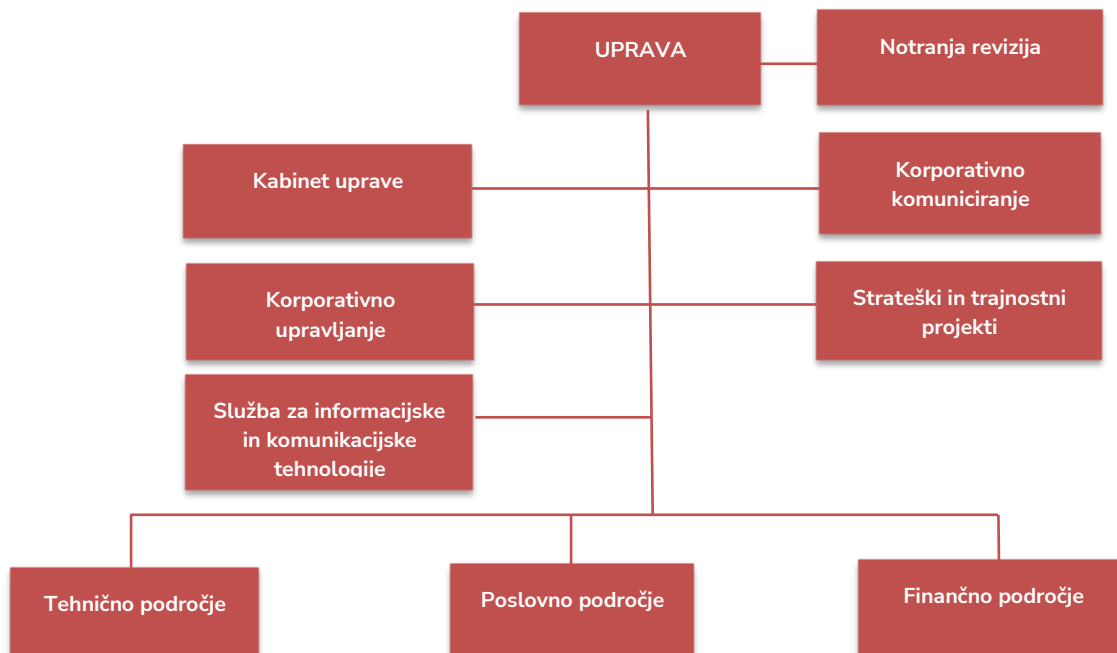 UPRAVA
Notranja revizija
Kabinet uprave
Korporativno
komuniciranje
Korporativno
upravljanje
Strateški in trajnostni
projekti
Služba za informacijske
in komunikacijske
tehnologije
Tehnično področje
Poslovno področje
Finančno področje